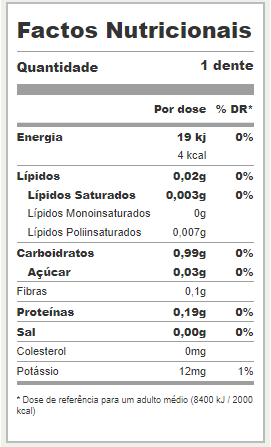 Factos Nutricionais
Quantidade 1 dente
Por dose % DR*
Energia 19 kj 0%
4 kcal
Lípidos 0,02g 0%
Lípidos Saturados 0,003g 0%
Lípidos Monoinsaturados 0g
Lípidos Poliinsaturados 0,007g
Carboidratos 0,99g 0%
Açúcar 0,03g 0%
Fibras 0,1g
Proteínas 0,19g 0%
Sal 0,00g 0%
Colesterol 0mg
Potássio 12mg 1%
* Dose de referência para um adulto médio (8400 kJ / 2000
kcal)